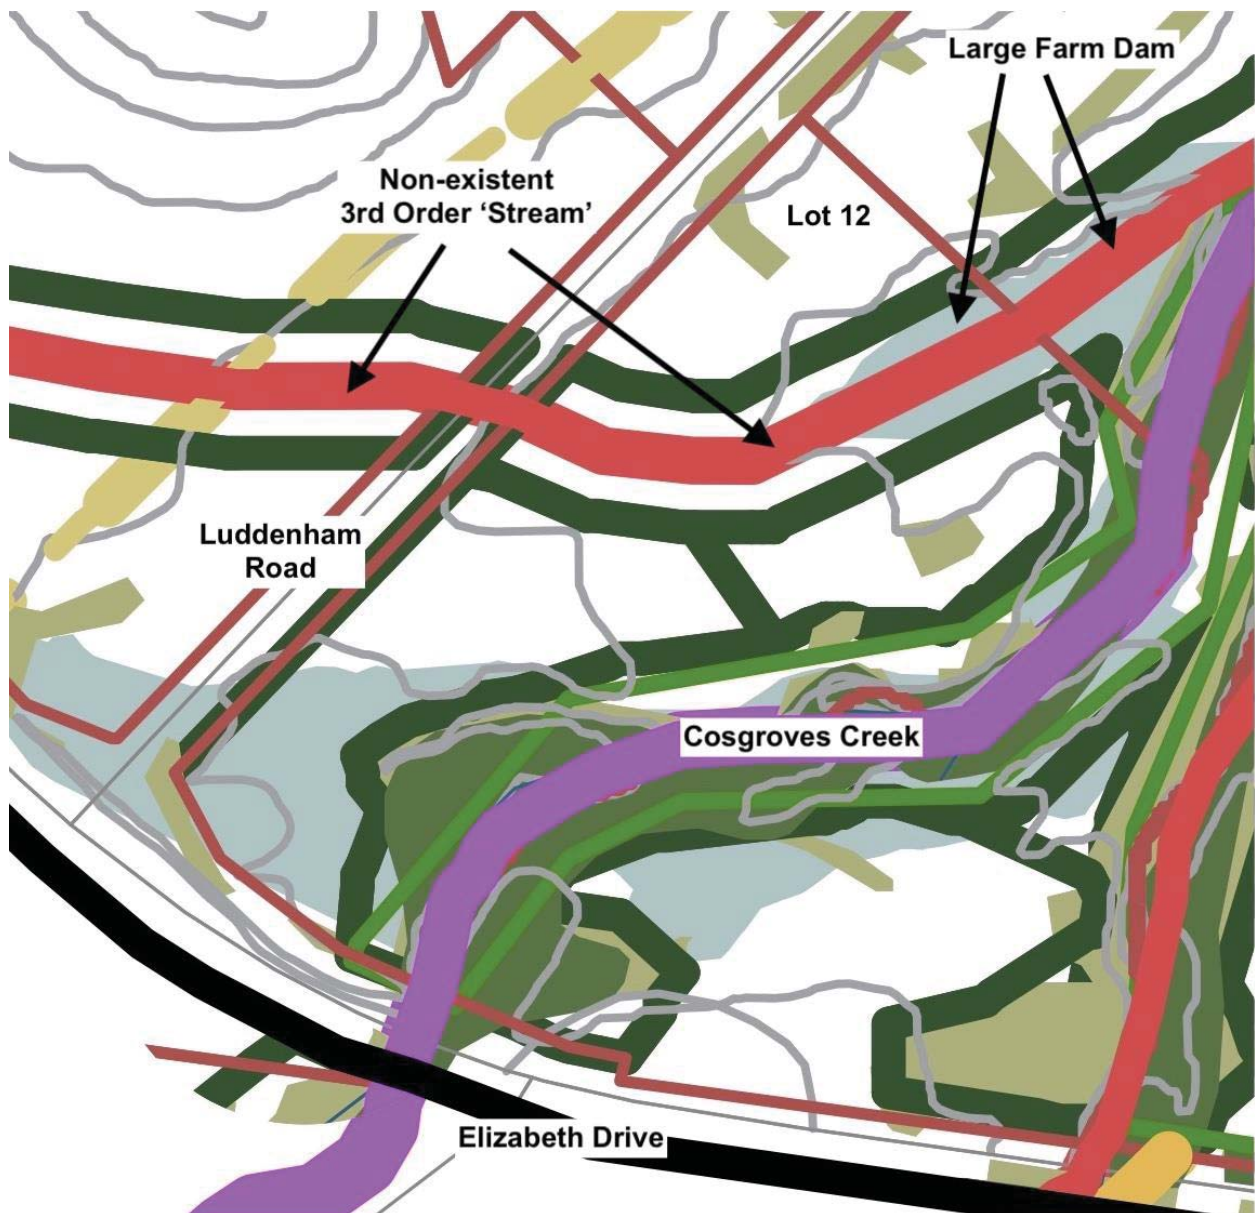 Large Farm Dam
Non-existent
3rd Order ‘Stream’
Lot 12
Luddenham
Road
Cosgroves Creek
Elizabeth Drive